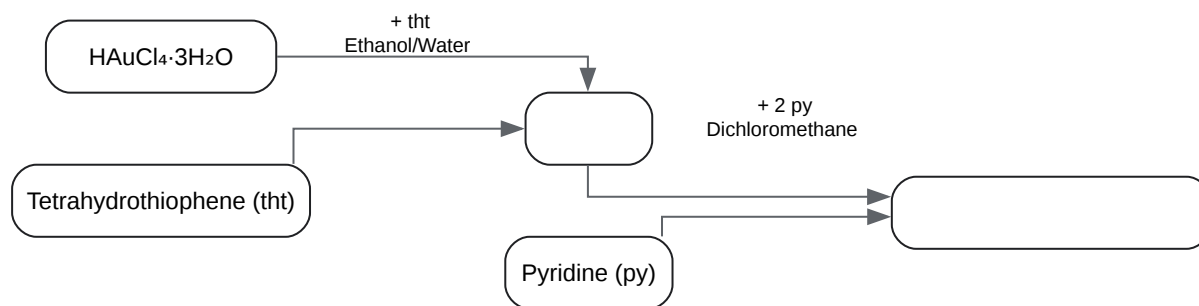 + tht
Ethanol/Water
HAuCl₄·3H₂O
+ 2 py
Dichloromethane
Tetrahydrothiophene (tht)
Pyridine (py)